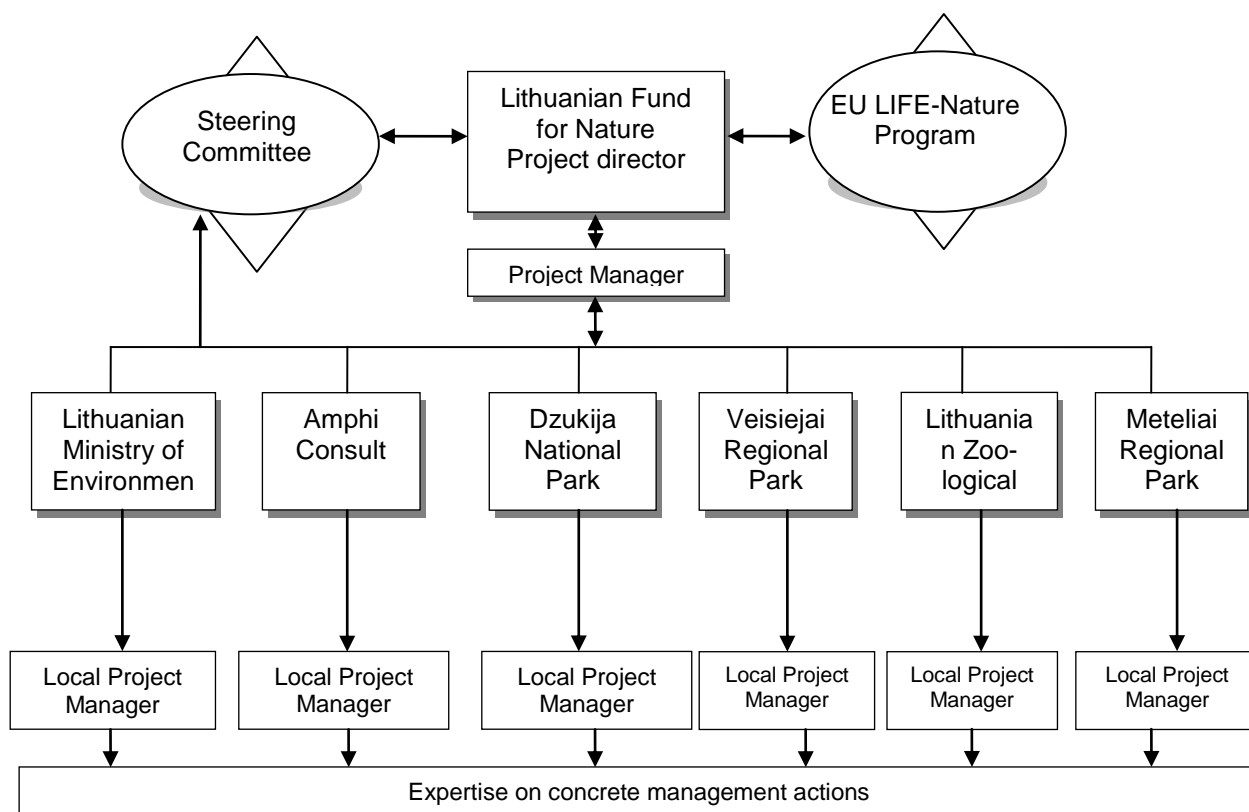 Steering
Committee
Lithuanian Fund
for Nature
Project director
EU LIFE-Nature
Program
Project Manager
Lithuanian
Ministry of
Environmen
Amphi
Consult
Dzukija
National
Park
Veisiejai
Regional
Park
Lithuania
n Zoo-
logical
Meteliai
Regional
Park
Local Project
Manager
Local Project
Manager
Local Project
Manager
Local Project
Manager
Local Project
Manager
Local Project
Manager
Expertise on concrete management actions